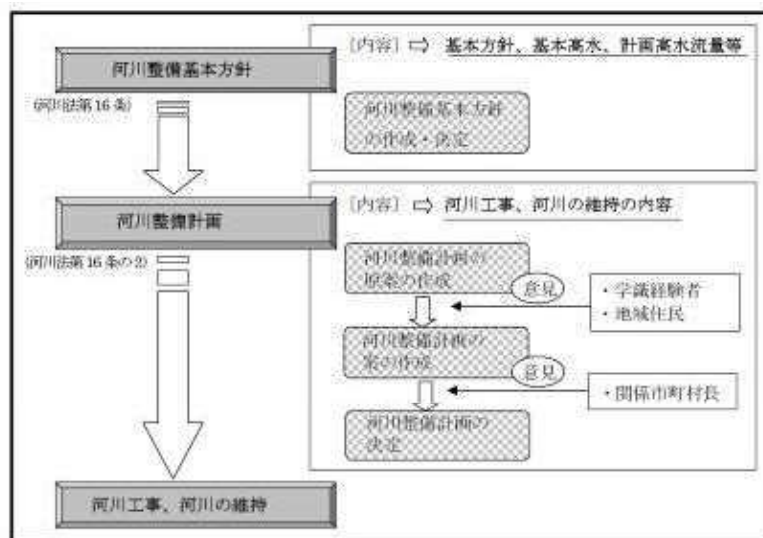 河川整備基本方針
(河川法第16条)
[内容] ⇨ 基本方針、基本高水、計画高水流量等
河川整備基本方針
の作成・決定
河川整備計画
(河川法第16条の2)
[内容] ⇨ 河川工事、河川の維持の内容
河川整備計画の
原案の作成
意見
・学識経験者
・地域住民
河川整備計画の
案の作成
意見
・関係市町村長
河川整備計画の
決定
河川工事、河川の維持